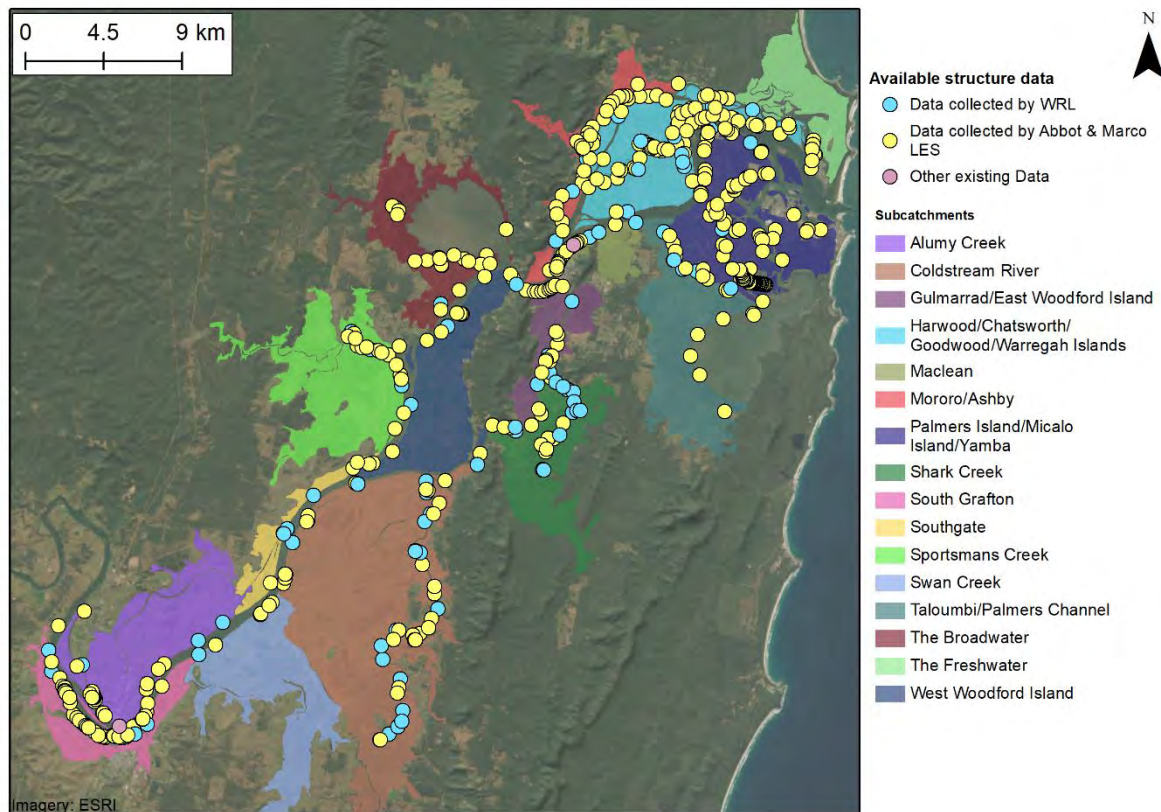 0 4.5 9 km
N
Available structure data
Data collected by WRL
Data collected by Abbot & Marco
LES
Other existing Data
Subcatchments
Alumy Creek
Coldstream River
Gulmarrad/East Woodford Island
Harwood/Chatsworth/
Goodwood/Warregah Islands
Maclean
Mororo/Ashby
Palmers Island/Micalo
Island/Yamba
Shark Creek
South Grafton
Southgate
Sportsmans Creek
Swan Creek
Taloumbi/Palmers Channel
The Broadwater
The Freshwater
West Woodford Island
Imagery: ESRI